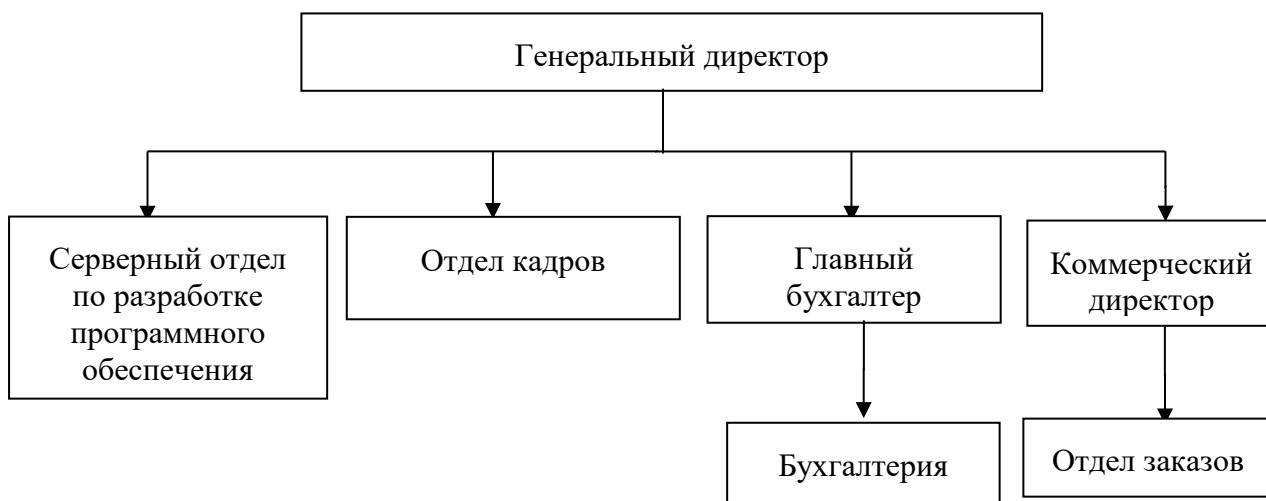 Генеральный директор
Серверный отдел
по разработке
программного
обеспечения
Отдел кадров
Главный
бухгалтер
Коммерческий
директор
Бухгалтерия
Отдел заказов